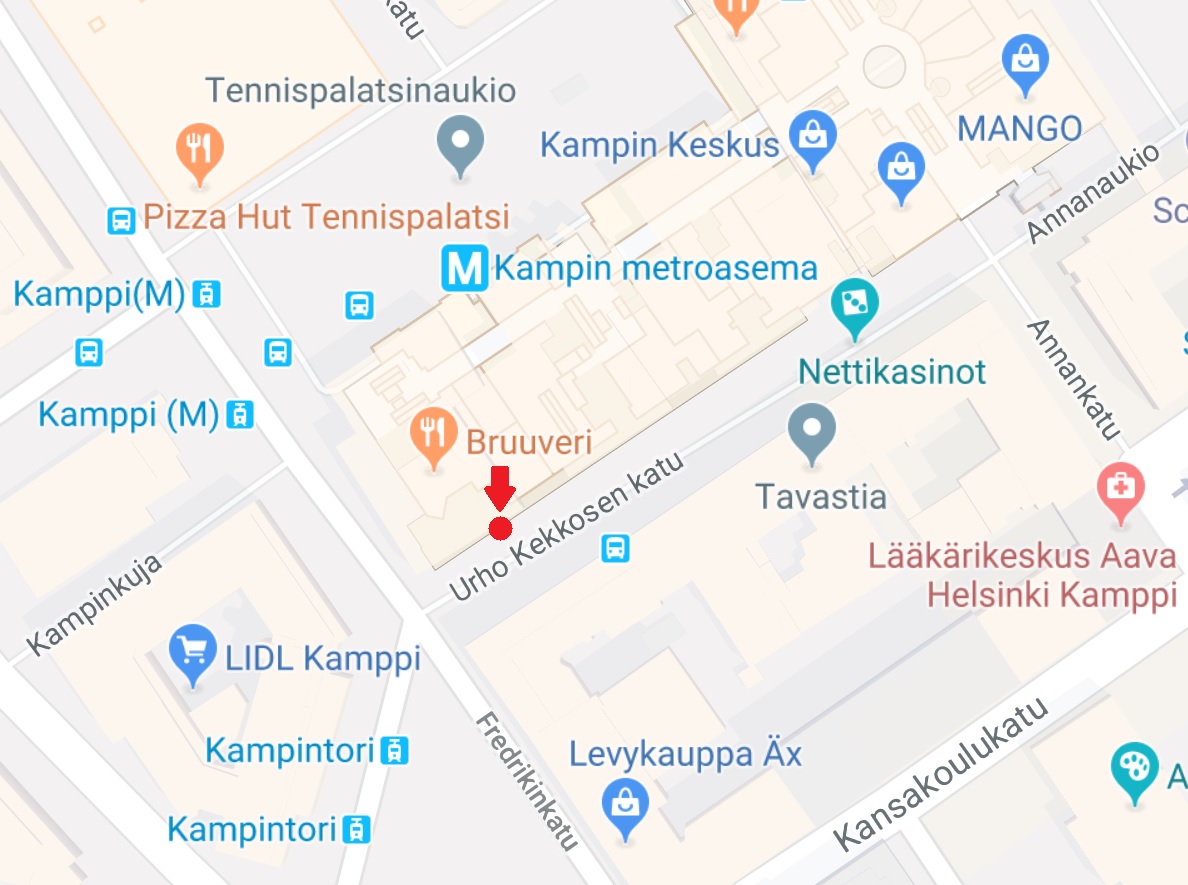 Tennispalatsinaukio
MANGO
Kampin Keskus
Annanaukio
Pizza Hut Tennispalatsi
M Kampin metroasema
Kamppi(M)
Nettikasinot
Annankatu
Kamppi (M)
Bruuveri
Urho Kekkosen katu
Tavastia
Lääkärikeskus Aava
Helsinki Kamppi
Kampinkuja
LIDL Kamppi
Fredrikinkatu
Kampintori
Levykauppa Äx
Kansakoulukatu
Kampintori